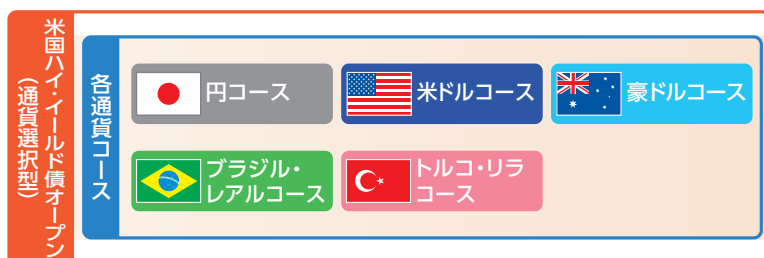 米国ハイ・イールド債オープン
(通貨選択型)
各通貨コース
円コース
米ドルコース
豪ドルコース
ブラジル・
レアルコース
トルコ・リラ
コース